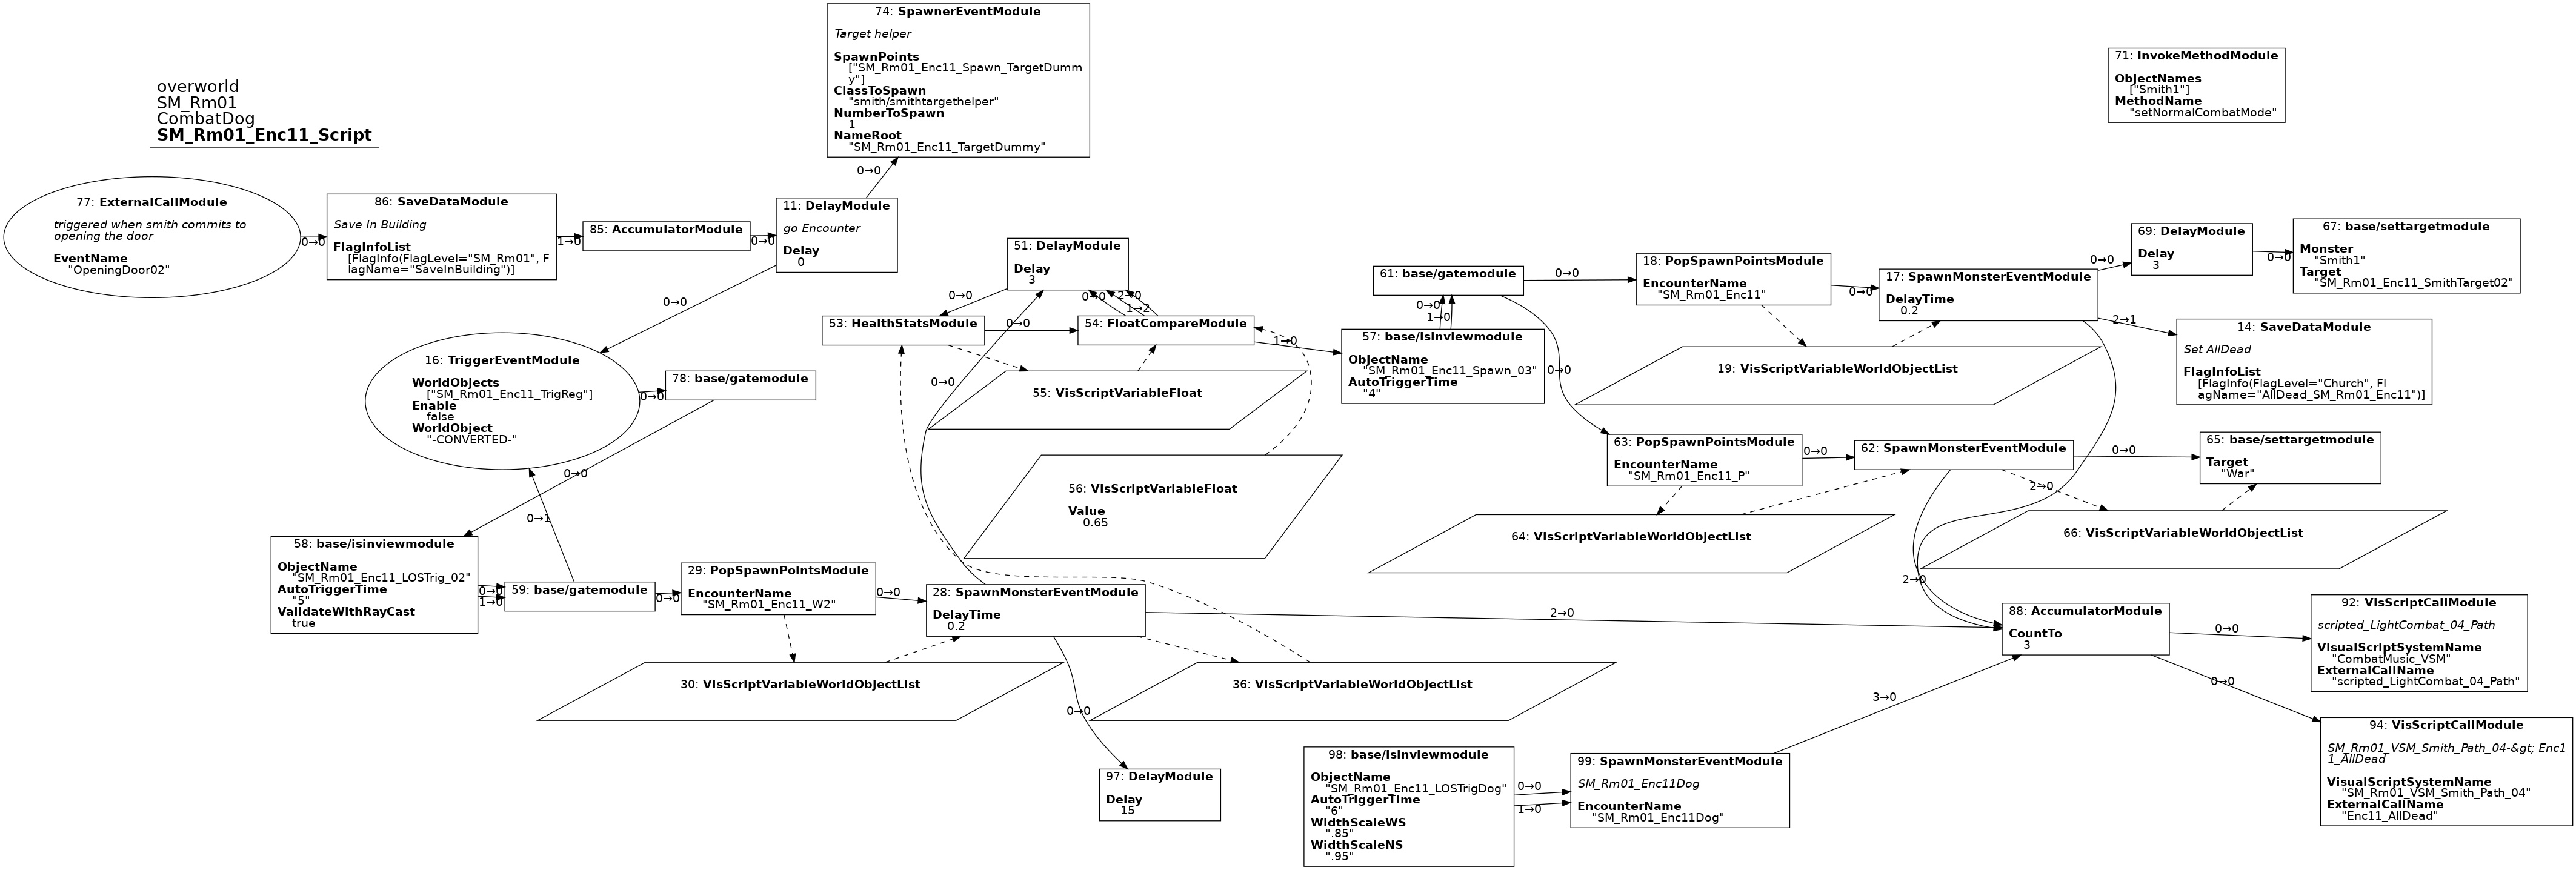 overworld
SM_Rm01
CombatDog
SM_Rm01_Enc11_Script
77: ExternalCallModule
triggered when smith commits to
opening the door
EventName
"OpeningDoor02"
0→0
86: SaveDataModule
Save In Building
FlagInfoList
[FlagInfo(FlagLevel="SM_Rm01", F
lagName="SaveInBuilding")]
1→0
85: AccumulatorModule
0→0
11: DelayModule
go Encounter
Delay
0
0→0
0→0
74: SpawnerEventModule
Target helper
SpawnPoints
["SM_Rm01_Enc11_Spawn_TargetDumm
y"]
ClassToSpawn
"smith/smithtargethelper"
NumberToSpawn
1
NameRoot
"SM_Rm01_Enc11_TargetDummy"
16: TriggerEventModule
WorldObjects
["SM_Rm01_Enc11_TrigReg"]
Enable
false
WorldObject
"-CONVERTED-"
0→0
78: base/gatemodule
0→0
0→1
58: base/isinviewmodule
ObjectName
"SM_Rm01_Enc11_LOSTrig_02"
AutoTriggerTime
"5"
ValidateWithRayCast
true
0→0
1→0
59: base/gatemodule
0→0
29: PopSpawnPointsModule
EncounterName
"SM_Rm01_Enc11_W2"
0→0
28: SpawnMonsterEventModule
DelayTime
0.2
30: VisScriptVariableWorldObjectList
36: VisScriptVariableWorldObjectList
0→0
2→0
0→0
97: DelayModule
Delay
15
51: DelayModule
Delay
3
0→0
0→0
2→0
1→2
53: HealthStatsModule
0→0
54: FloatCompareModule
1→0
55: VisScriptVariableFloat
56: VisScriptVariableFloat
Value
0.65
57: base/isinviewmodule
ObjectName
"SM_Rm01_Enc11_Spawn_03"
AutoTriggerTime
"4"
0→0
1→0
61: base/gatemodule
0→0
0→0
18: PopSpawnPointsModule
EncounterName
"SM_Rm01_Enc11"
0→0
17: SpawnMonsterEventModule
DelayTime
0.2
19: VisScriptVariableWorldObjectList
0→0
2→1
2→0
69: DelayModule
Delay
3
0→0
67: base/settargetmodule
Monster
"Smith1"
Target
"SM_Rm01_Enc11_SmithTarget02"
14: SaveDataModule
Set AllDead
FlagInfoList
[FlagInfo(FlagLevel="Church", Fl
agName="AllDead_SM_Rm01_Enc11")]
71: InvokeMethodModule
ObjectNames
["Smith1"]
MethodName
"setNormalCombatMode"
63: PopSpawnPointsModule
EncounterName
"SM_Rm01_Enc11_P"
0→0
62: SpawnMonsterEventModule
0→0
2→0
65: base/settargetmodule
Target
"War"
64: VisScriptVariableWorldObjectList
66: VisScriptVariableWorldObjectList
98: base/isinviewmodule
ObjectName
"SM_Rm01_Enc11_LOSTrigDog"
AutoTriggerTime
"6"
WidthScaleWS
".85"
WidthScaleNS
".95"
0→0
1→0
99: SpawnMonsterEventModule
SM_Rm01_Enc11Dog
EncounterName
"SM_Rm01_Enc11Dog"
3→0
88: AccumulatorModule
CountTo
3
0→0
0→0
92: VisScriptCallModule
scripted_LightCombat_04_Path
VisualScriptSystemName
"CombatMusic_VSM"
ExternalCallName
"scripted_LightCombat_04_Path"
94: VisScriptCallModule
SM_Rm01_VSM_Smith_Path_04-&gt; Enc1
1_AllDead
VisualScriptSystemName
"SM_Rm01_VSM_Smith_Path_04"
ExternalCallName
"Enc11_AllDead"